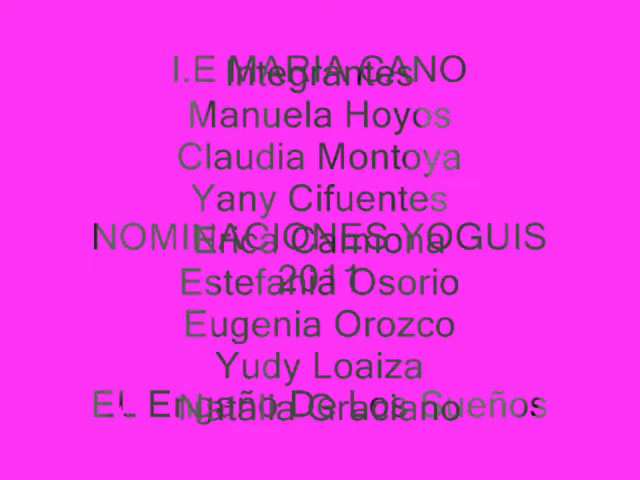 I.E MARIA CANO
Integrantes
Manuela Hoyos
Claudia Montoya
Yany Cifuentes
NOMINACIONES YOGUIS
Erica Carmona
2011
Estefania Osorio
Eugenia Orozco
Yudy Loaiza
EL Engaño De Los Sueños
Natalia Graciano